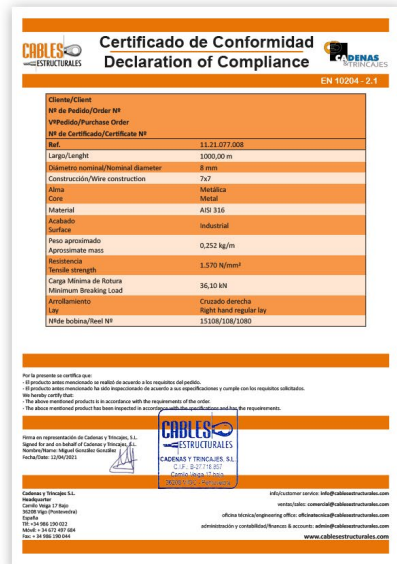 CABLES
ESTRUCTURALES
Certificado de Conformidad
Declaration of Compliance
CADENAS
&TRINCAJES
EN 10204 - 2.1
Cliente/Client
Nº de Pedido/Order Nº
VºPedido/Purchase Order
Nº de Certificado/Certificate Nº
Ref. 11.21.077.008
Largo/Lenght 1000,00 m
Diámetro nominal/Nominal diameter 8 mm
Construcción/Wire construction 7x7
Alma Metálica
Core Metal
Material AISI 316
Acabado
Surface Industrial
Peso aproximado
Aprossimate mass 0,252 kg/m
Resistencia
Tensile strength 1.570 N/mm²
Carga Mínima de Rotura
Minimum Breaking Load 36,10 kN
Arrollamiento Cruzado derecha
Lay Right hand regular lay
Nºde bobina/Reel Nº 15108/108/1080
Por la presente se certifica que:
- El producto antes mencionado se realizó de acuerdo a los requisitos del pedido.
- El producto antes mencionado ha sido inspeccionado de acuerdo a sus especificaciones y cumple con los requisitos solicitados.
We hereby certify that:
- The above mentioned products is in accordance with the requirements of the order.
- The above mentioned product has been inspected in accordance with the specifications and has the requirements.
Firma en representación de Cadenas y Trincajes, S.L.
Signed for and on behalf of Cadenas y Trincajes, S.L.
Nombre/Name: Miguel González González
Fecha/Date: 12/04/2021
CABLES
ESTRUCTURALES
CADENAS Y TRINCAJES, S.L.
C.I.F.: B-27.716.857
Camilo Veiga 17 bajo
Cadenas y Trincajes S.L.
Headquarter
Camilo Veiga 17 Bajo
36208 Vigo (Pontevedra)
España
Tlf: +34 986 190 022
Móvil: + 34 672 497 684
Fax: + 34 986 190 044
info/customer service: info@cablesestructurales.com
ventas/sales: comercial@cablesestructurales.com
oficina técnica/engineering office: oficinatecnica@cablesestructurales.com
administración y contabilidad/finances & accounts: admin@cablesestructurales.com
www.cablesestructurales.com